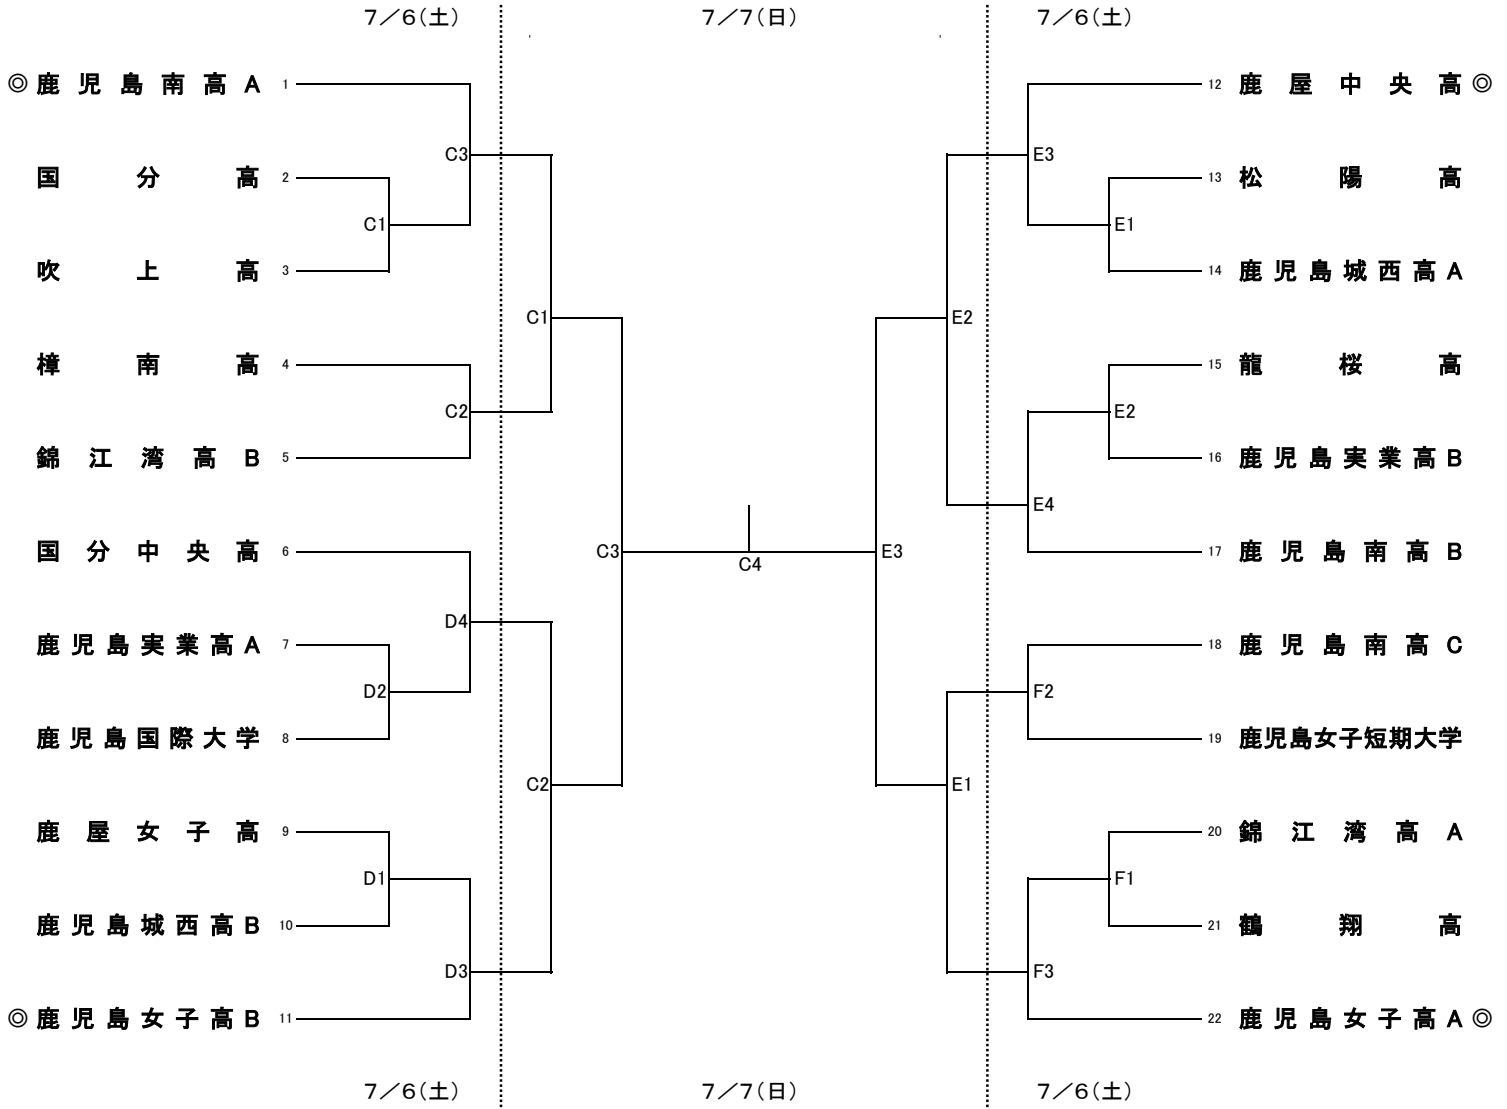 7／6(土) 7／7(日) 7／6(土)
◎ 鹿児島南高A 1 12 鹿屋中央高 ◎
C3 E3
国分高 2 13 松陽高
C1 E1
吹上高 3 14 鹿児島城西高A
C1 E2
樟南高 4 15 龍桜高
C2 E2
錦江湾高B 5 16 鹿児島実業高B
E4
国分中央高 6 C3 E3 17 鹿児島南高B
C4
D4
鹿児島実業高A 7 18 鹿児島南高C
D2 F2
鹿児島国際大学 8 19 鹿児島女子短期大学
C2 E1
鹿屋女子高 9 20 錦江湾高A
D1 F1
鹿児島城西高B 10 21 鶴翔高
D3 F3
◎ 鹿児島女子高B 11 22 鹿児島女子高A ◎
7／6(土) 7／7(日) 7／6(土)